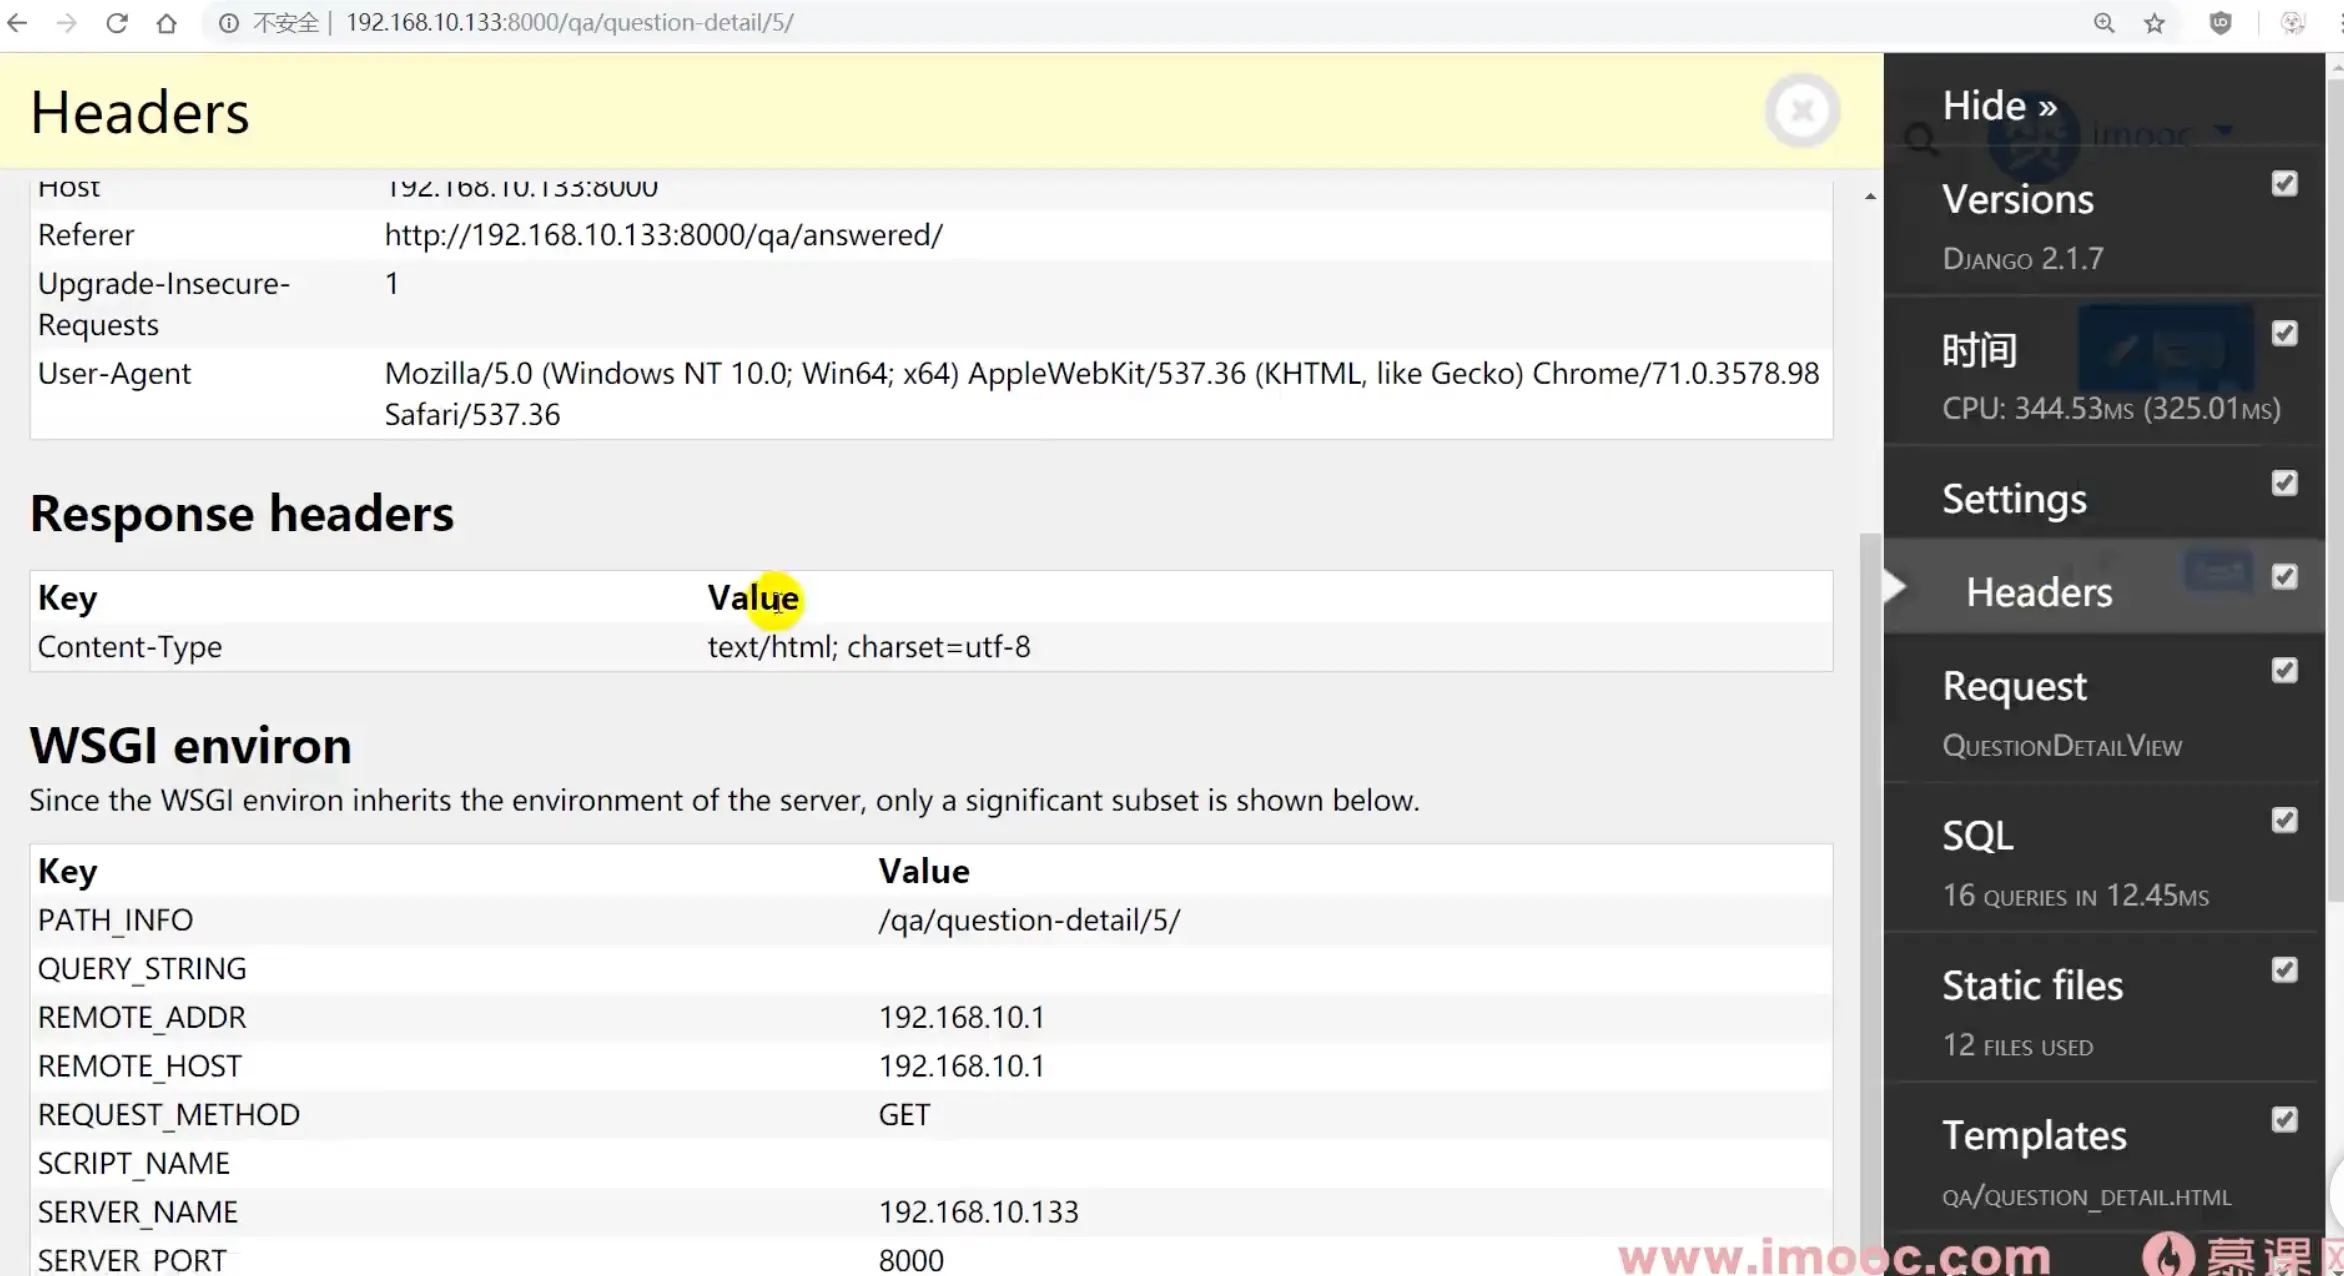 不安全 | 192.168.10.133:8000/qa/question-detail/5/
Headers
Host 192.168.10.133:8000
Referer http://192.168.10.133:8000/qa/answered/
Upgrade-Insecure-
Requests 1
User-Agent Mozilla/5.0 (Windows NT 10.0; Win64; x64) AppleWebKit/537.36 (KHTML, like Gecko) Chrome/71.0.3578.98
Safari/537.36
Response headers
Key Value
Content-Type text/html; charset=utf-8
WSGI environ
Since the WSGI environ inherits the environment of the server, only a significant subset is shown below.
Key Value
PATH_INFO /qa/question-detail/5/
QUERY_STRING
REMOTE_ADDR 192.168.10.1
REMOTE_HOST 192.168.10.1
REQUEST_METHOD GET
SCRIPT_NAME
SERVER_NAME 192.168.10.133
SERVER_PORT 8000
Hide »
imooc
Versions
DJANGO 2.1.7
时间
CPU: 344.53MS (325.01MS)
Settings
Headers
Request
QUESTIONDETAILVIEW
SQL
16 QUERIES IN 12.45MS
Static files
12 FILES USED
Templates
QA/QUESTION_DETAIL.HTML
www.imooc.com 慕课网